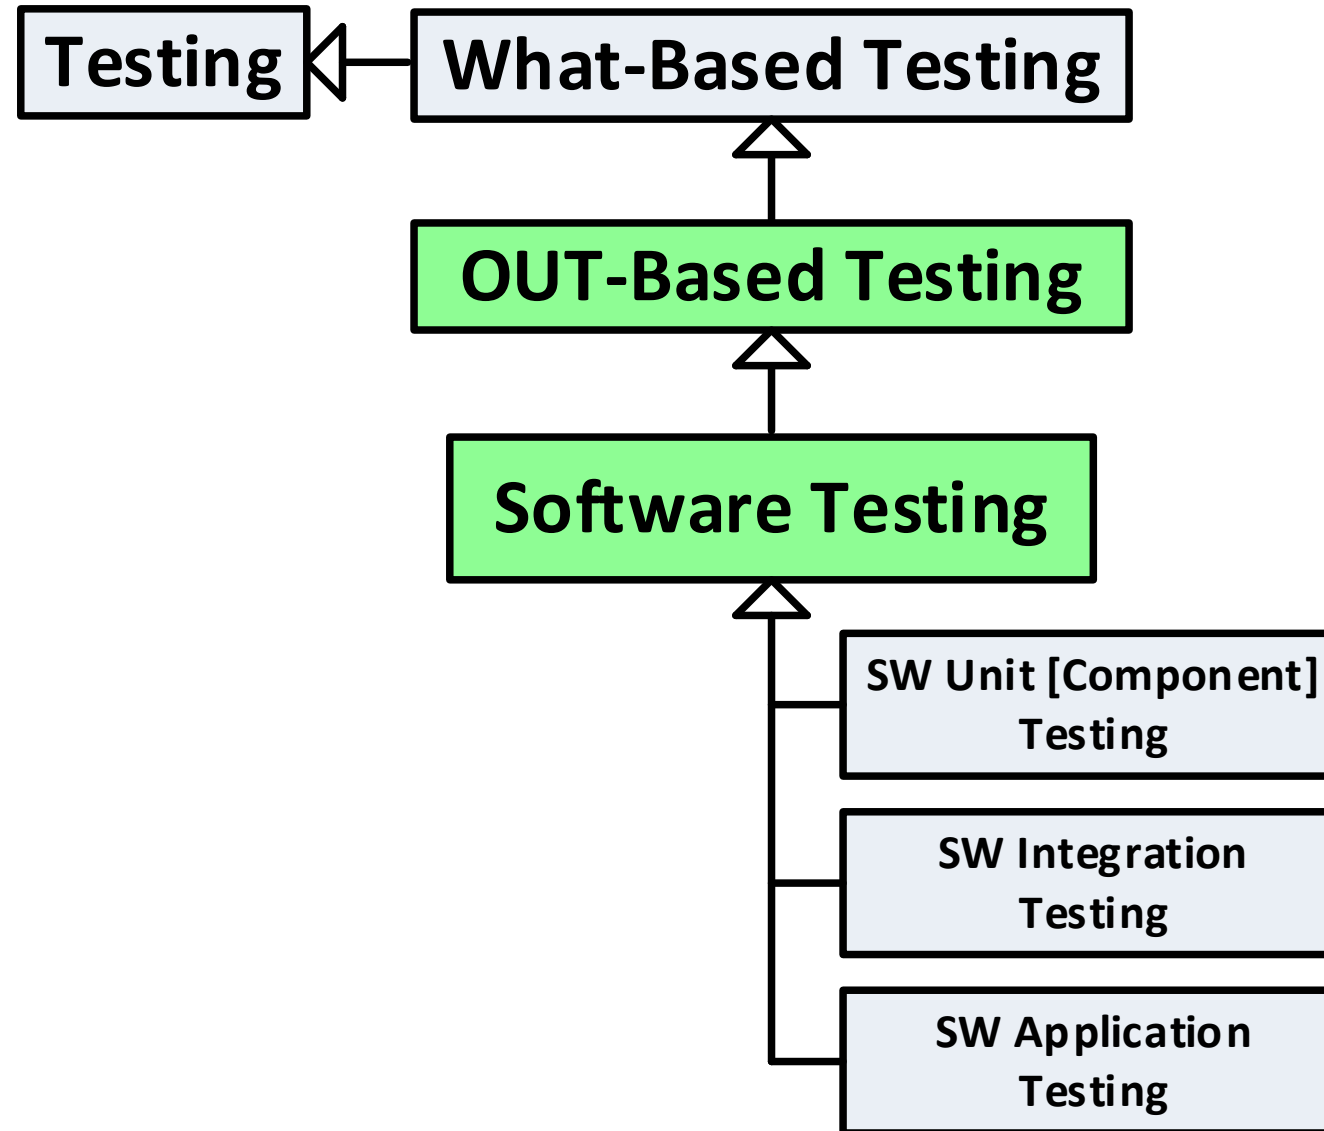 Testing
What-Based Testing
OUT-Based Testing
Software Testing
SW Unit [Component]
Testing
SW Integration
Testing
SW Application
Testing